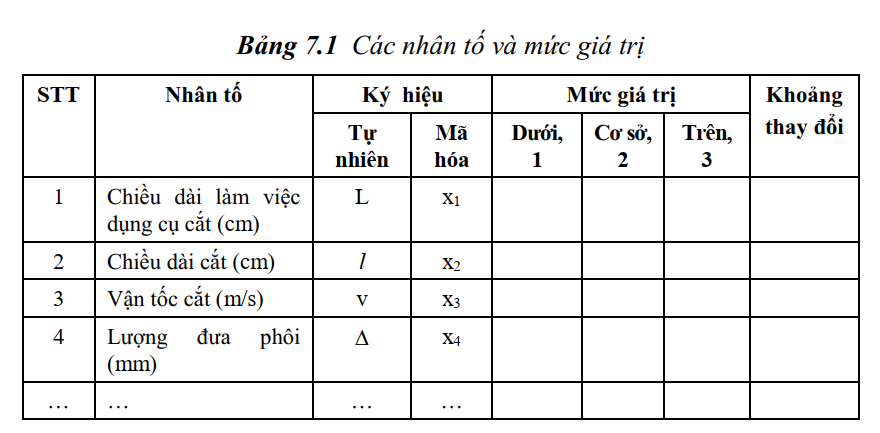 Bảng 7.1 Các nhân tố và mức giá trị
STT Nhân tố Ký hiệu Mức giá trị Khoảng thay đổi
Tự nhiên Mã hóa Dưới, 1 Cơ sở, 2 Trên, 3
1 Chiều dài làm việc dụng cụ cắt (cm) L x₁
2 Chiều dài cắt (cm) l x₂
3 Vận tốc cắt (m/s) v x₃
4 Lượng đưa phôi (mm) Δ x₄
… … … …